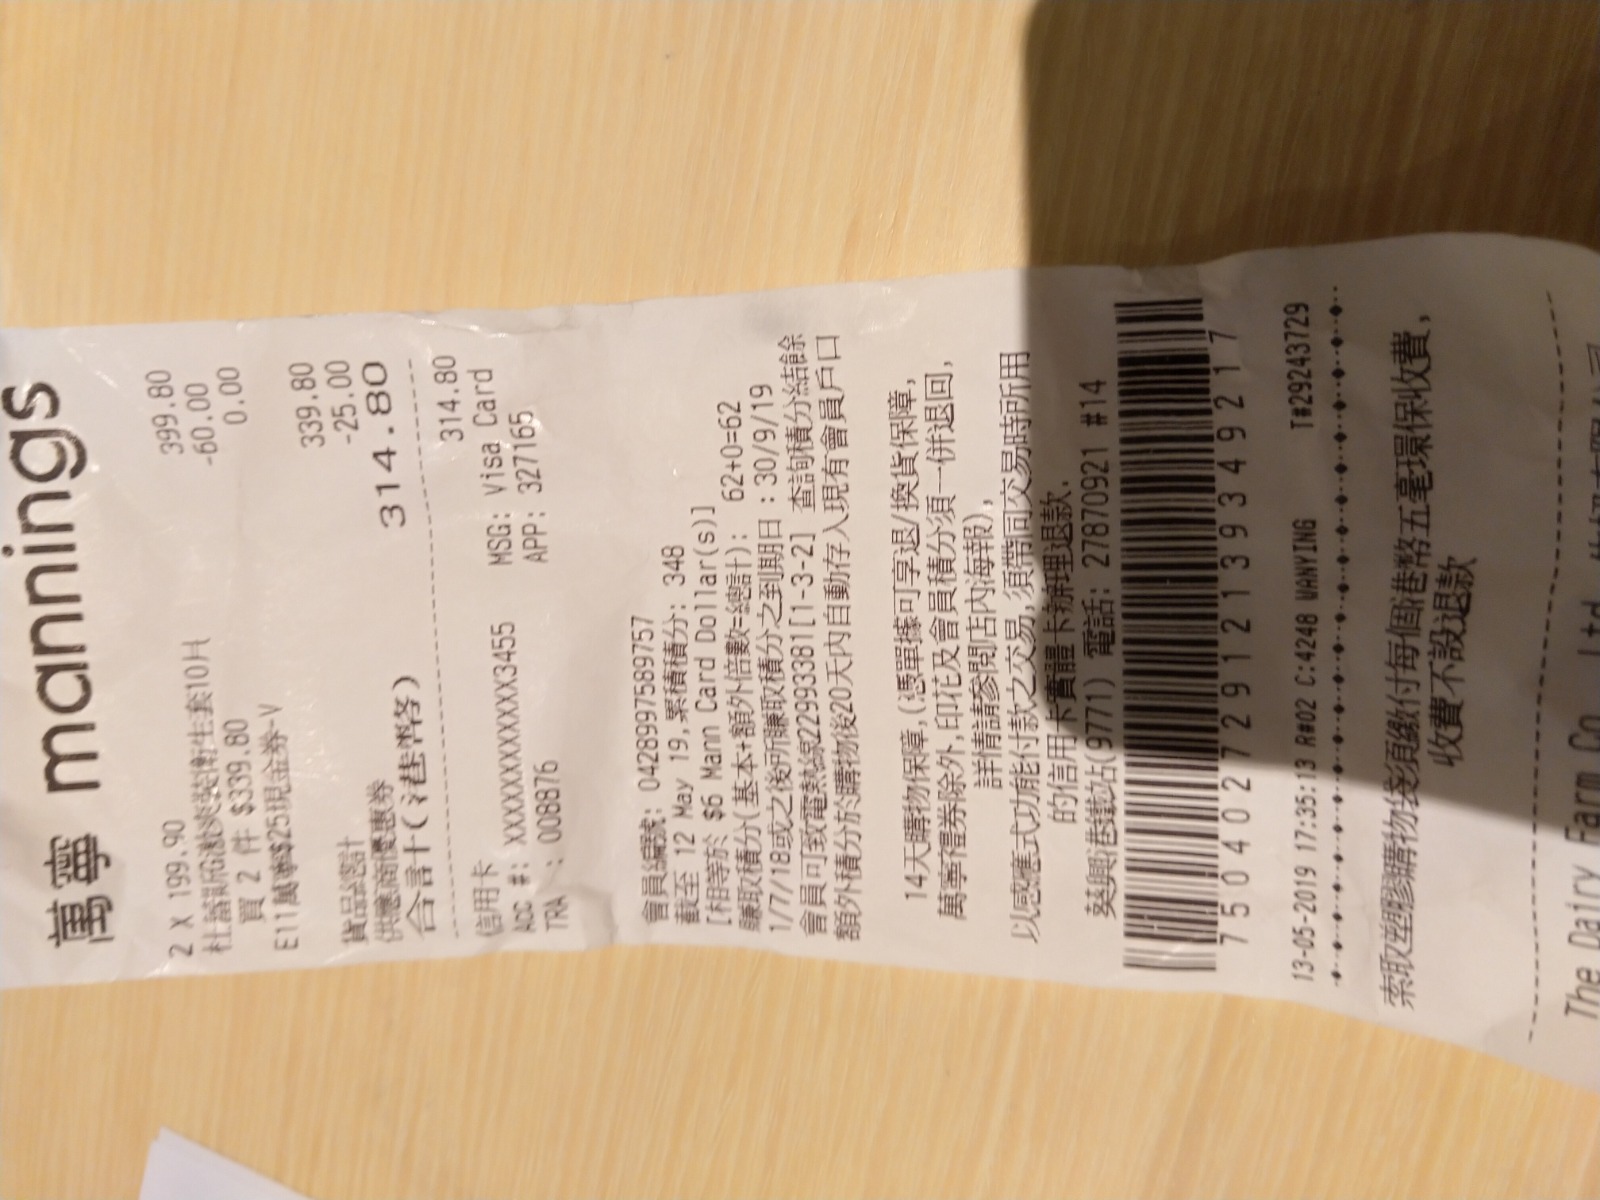 萬寧 mannings
2 X 199.90 399.80
杜蕾斯G激爽裝衛生套10片 -60.00
買 2 件 $339.80 0.00
E11萬寧$25現金券-V
貨品總計 339.80
供應商優惠券 -25.00
合計(港幣) 314.80
信用卡 314.80
Acc #: XXXXXXXXXXXX3455 MSG: Visa Card
TRA : 008876 APP: 327165
會員編號: 0428997589757
截至 12 May 19,累積積分: 348
[相等於 $6 Mann Card Dollar(s)]
賺取積分(基本+額外倍數=總計): 62+0=62
1/7/18或之後所賺取積分之到期日：30/9/19
會員可致電熱線22993381[1-3-2] 查詢積分結餘
額外積分於購物後20天內自動存入現有會員戶口
14天購物保障,(憑單據可享退/換貨保障,
萬寧禮券除外,印花及會員積分須一併退回,
詳情請參閱店內海報),
以感應式功能付款之交易,須帶同交易時所用
的信用卡實體卡辦理退款.
葵興港鐵站(9771) 電話: 27870921 #14
75040272912139349217
13-05-2019 17:35:13 R#02 C:4248 WANYING T#29243729
索取塑膠購物袋須繳付每個港幣五毫環保收費,
收費不設退款
The Dairy Farm Co Ltd